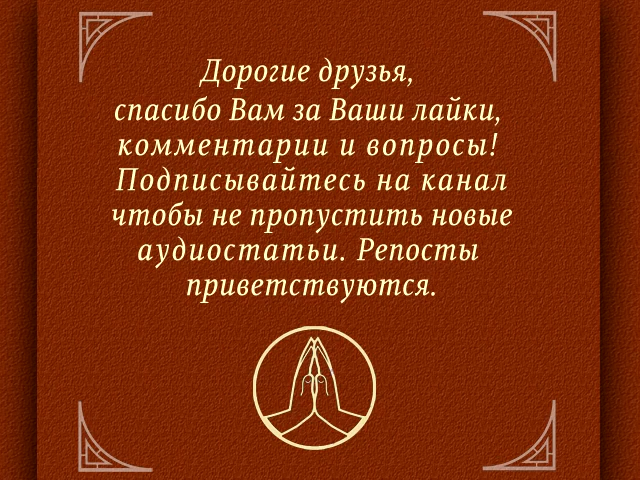 Дорогие друзья,
спасибо Вам за Ваши лайки,
комментарии и вопросы!
Подписывайтесь на канал
чтобы не пропустить новые
аудиостатьи. Репосты
приветствуются.